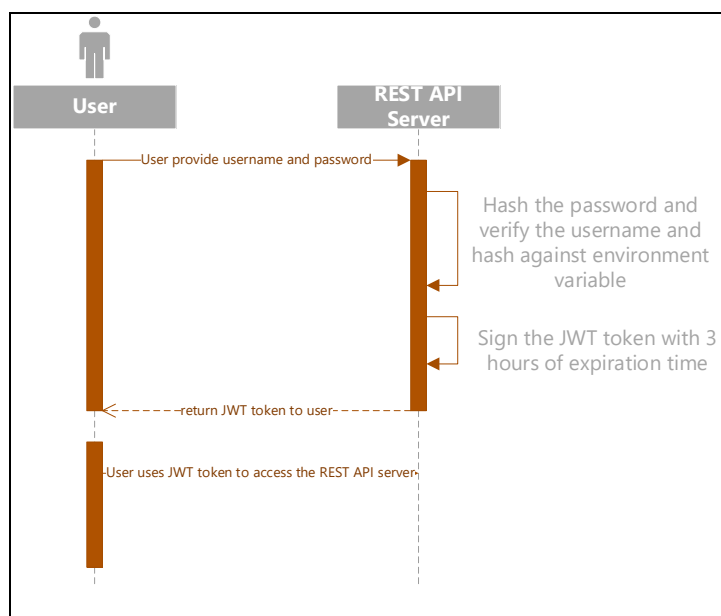 User
REST API
Server
User provide username and password
Hash the password and
verify the username and
hash against environment
variable
Sign the JWT token with 3
hours of expiration time
return JWT token to user
User uses JWT token to access the REST API server